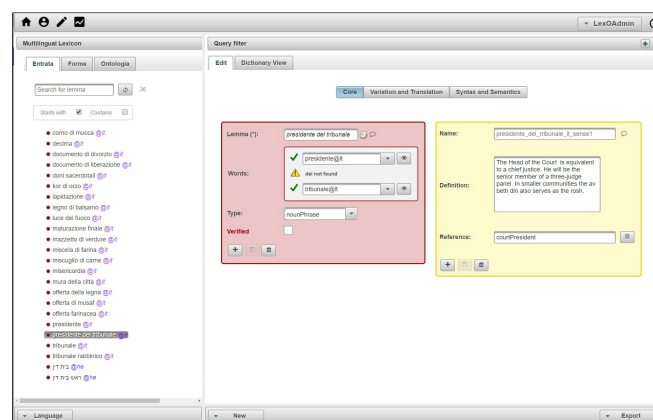 LexOAdmin
Multilingual Lexicon
Entrata Forme Ontologia
Search for lemma 26
Starts with Contains
corno di mucca @it
decima @it
documento di divorzio @it
documento di liberazione @it
doni sacerdotali @it
kor di orzo @it
lapidazione @it
legno di balsamo @it
luce del fuoco @it
maturazione finale @it
mazzetto di verdure @it
miscela di farina @it
miscuglio di carne @it
misericordia @it
mura della città @it
offerta della legna @it
offerta di musàf @it
offerta farinacea @it
presidente @it
presidente del tribunale @it
tribunale @it
tribunale rabbinico @it
בית דין @he
ראש בית דין @he
Language
Query filter
Edit Dictionary View
Core Variation and Translation Syntax and Semantics
Lemma (*): presidente del tribunale
Words:
presidente@it
del not found
tribunale@it
Type: nounPhrase
Verified
Name: presidente_del_tribunale_it_sense1
Definition:
The Head of the Court is equivalent
to a chief justice. He will be the
senior member of a three-judge
panel. In smaller communities the av
beth din also serves as the rosh.
Reference: courtPresident
New
Export